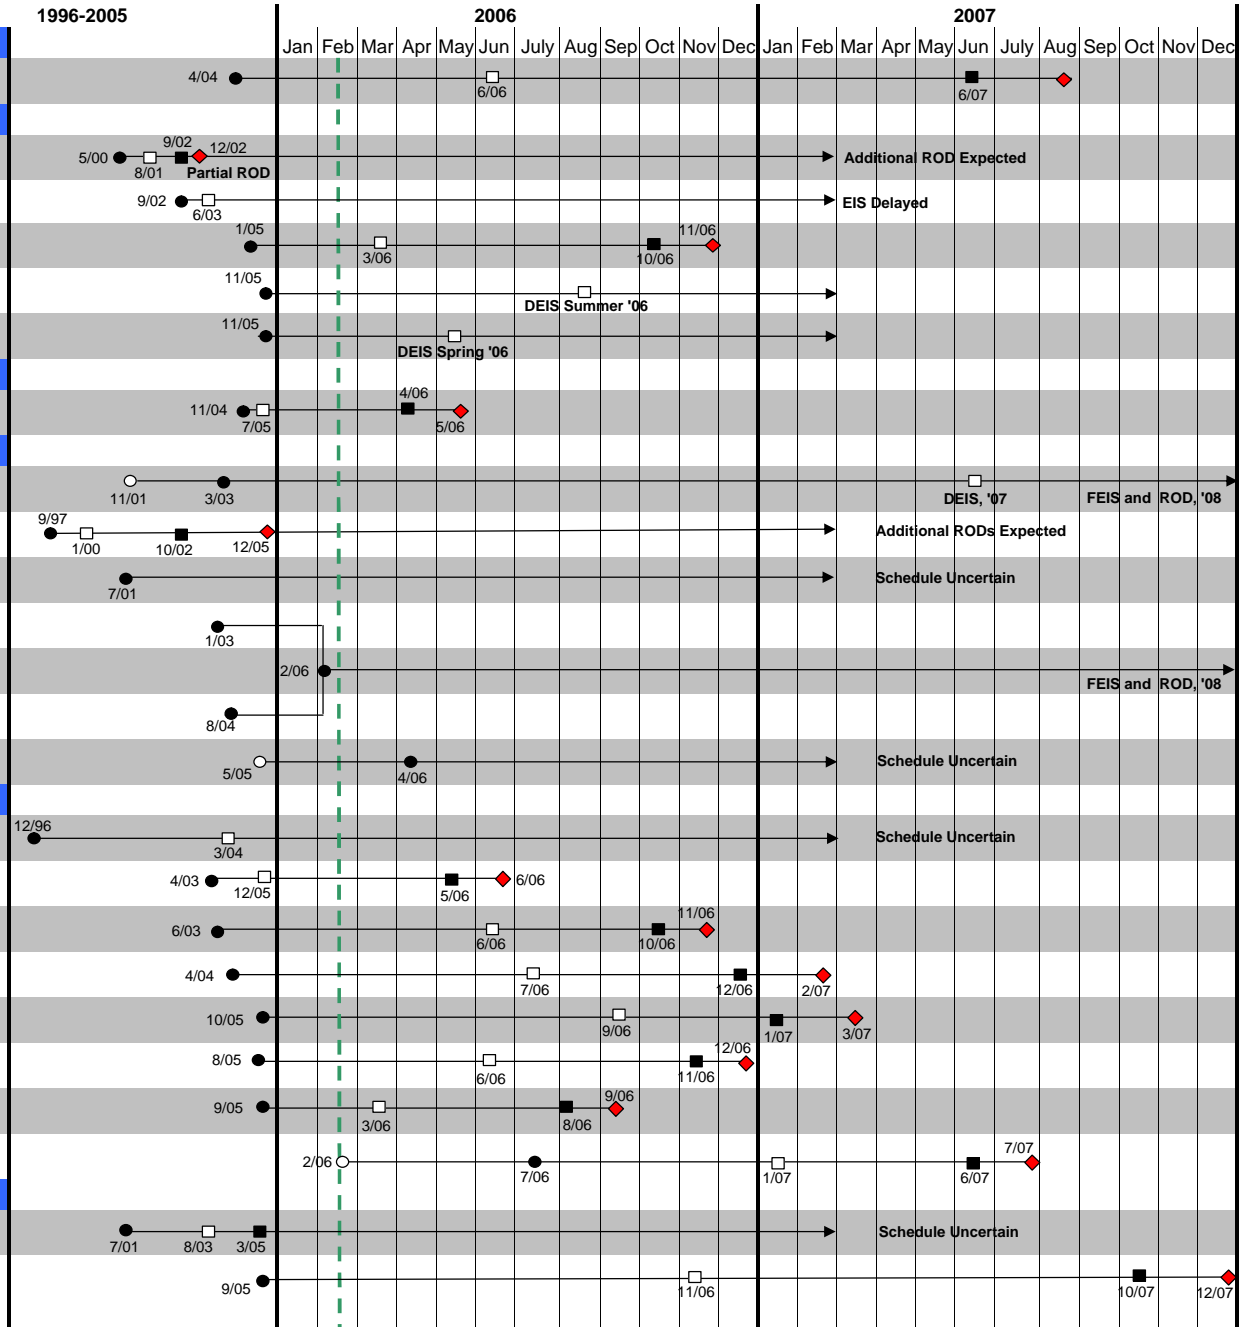 1996-2005 2006 2007
Jan Feb Mar Apr May Jun July Aug Sep Oct Nov Dec Jan Feb Mar Apr May Jun July Aug Sep Oct Nov Dec
4/04 6/06 6/07
5/00 8/01 9/02 12/02 Additional ROD Expected
Partial ROD
9/02 6/03 EIS Delayed
1/05 3/06 10/06 11/06
11/05
DEIS Summer '06
11/05
DEIS Spring '06
11/04 7/05 4/06 5/06
11/01 3/03 DEIS, '07 FEIS and ROD, '08
9/97 1/00 10/02 12/05 Additional RODs Expected
7/01 Schedule Uncertain
1/03
2/06 FEIS and ROD, '08
8/04
5/05 4/06 Schedule Uncertain
12/96 3/04 Schedule Uncertain
4/03 12/05 5/06 6/06
6/03 6/06 10/06 11/06
4/04 7/06 12/06 2/07
10/05 9/06 1/07 3/07
8/05 6/06 11/06 12/06
9/05 3/06 8/06 9/06
2/06 7/06 1/07 6/07 7/07
7/01 8/03 3/05 Schedule Uncertain
9/05 11/06 10/07 12/07